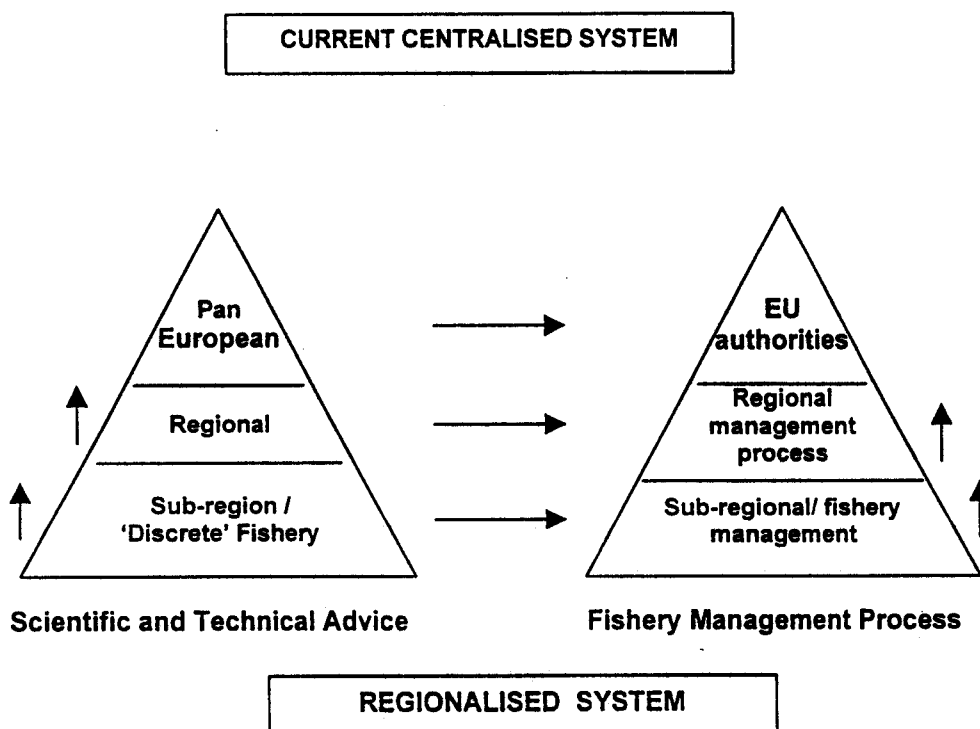 CURRENT CENTRALISED SYSTEM
Pan
European
Regional
Sub-region /
'Discrete' Fishery
Scientific and Technical Advice
EU
authorities
Regional
management
process
Sub-regional/ fishery
management
Fishery Management Process
REGIONALISED SYSTEM